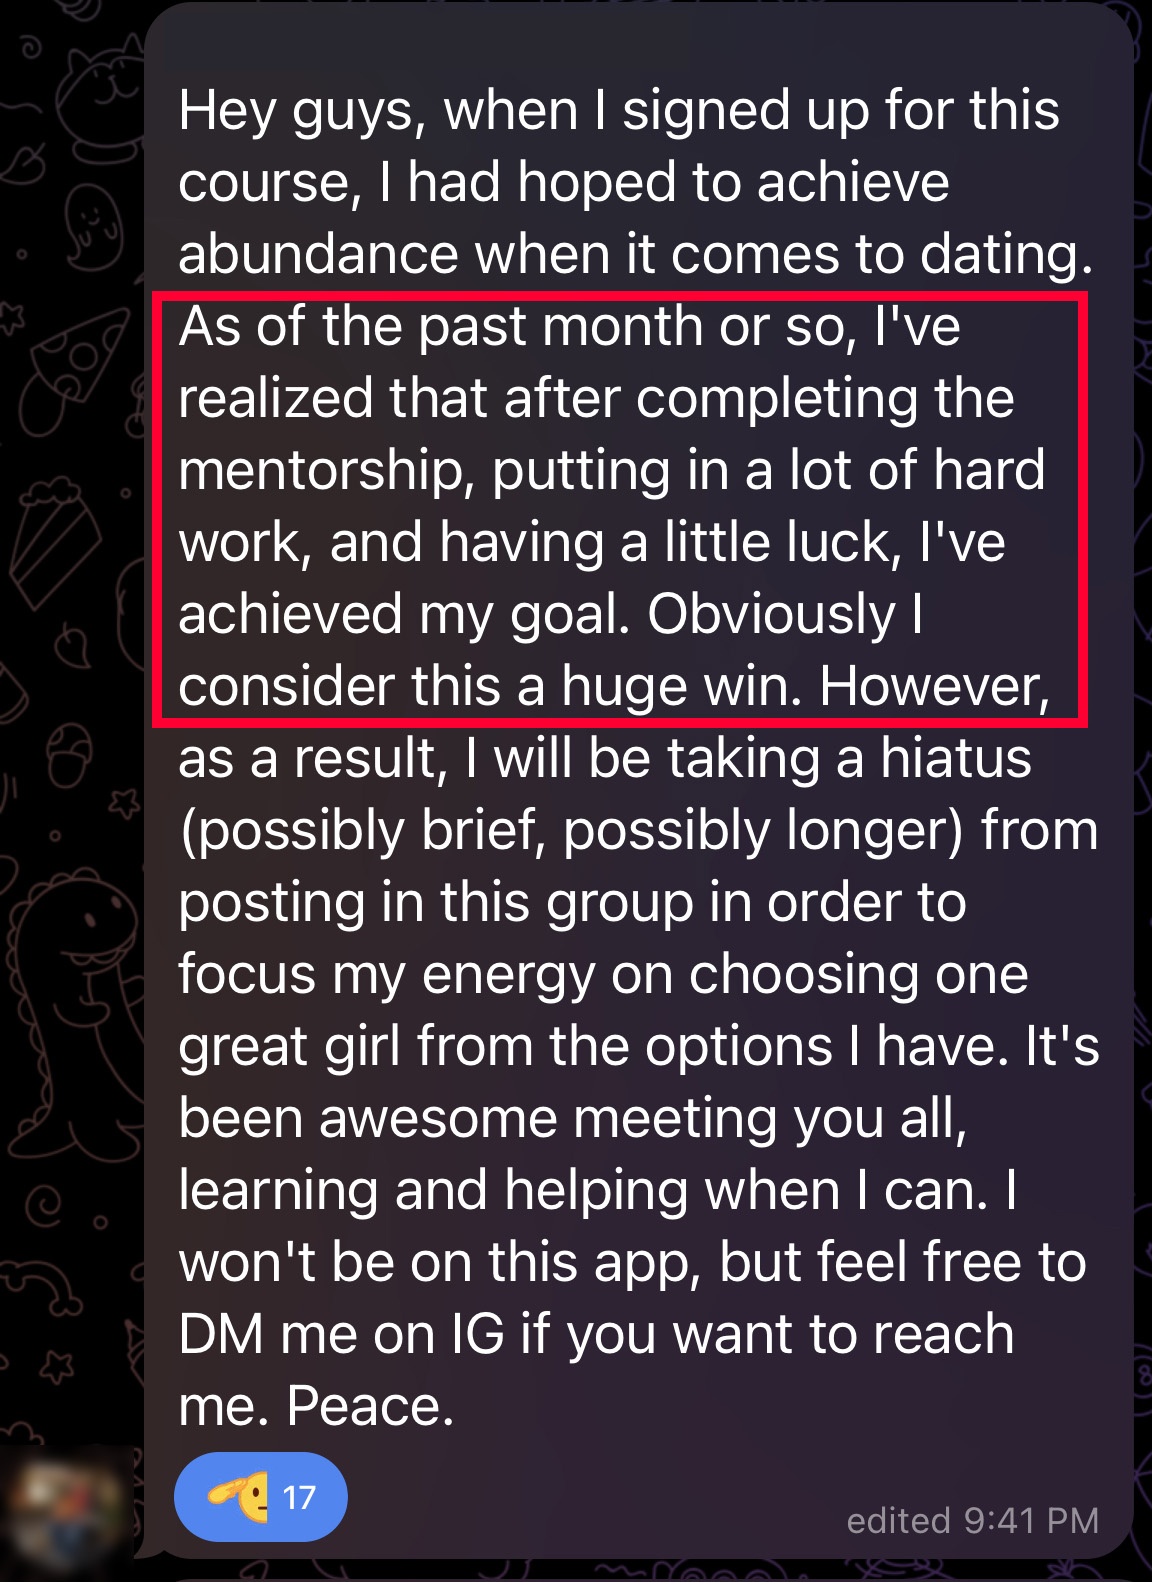 Hey guys, when I signed up for this
course, I had hoped to achieve
abundance when it comes to dating.
As of the past month or so, I've
realized that after completing the
mentorship, putting in a lot of hard
work, and having a little luck, I've
achieved my goal. Obviously I
consider this a huge win. However,
as a result, I will be taking a hiatus
(possibly brief, possibly longer) from
posting in this group in order to
focus my energy on choosing one
great girl from the options I have. It's
been awesome meeting you all,
learning and helping when I can. I
won't be on this app, but feel free to
DM me on IG if you want to reach
me. Peace.
17
edited 9:41 PM